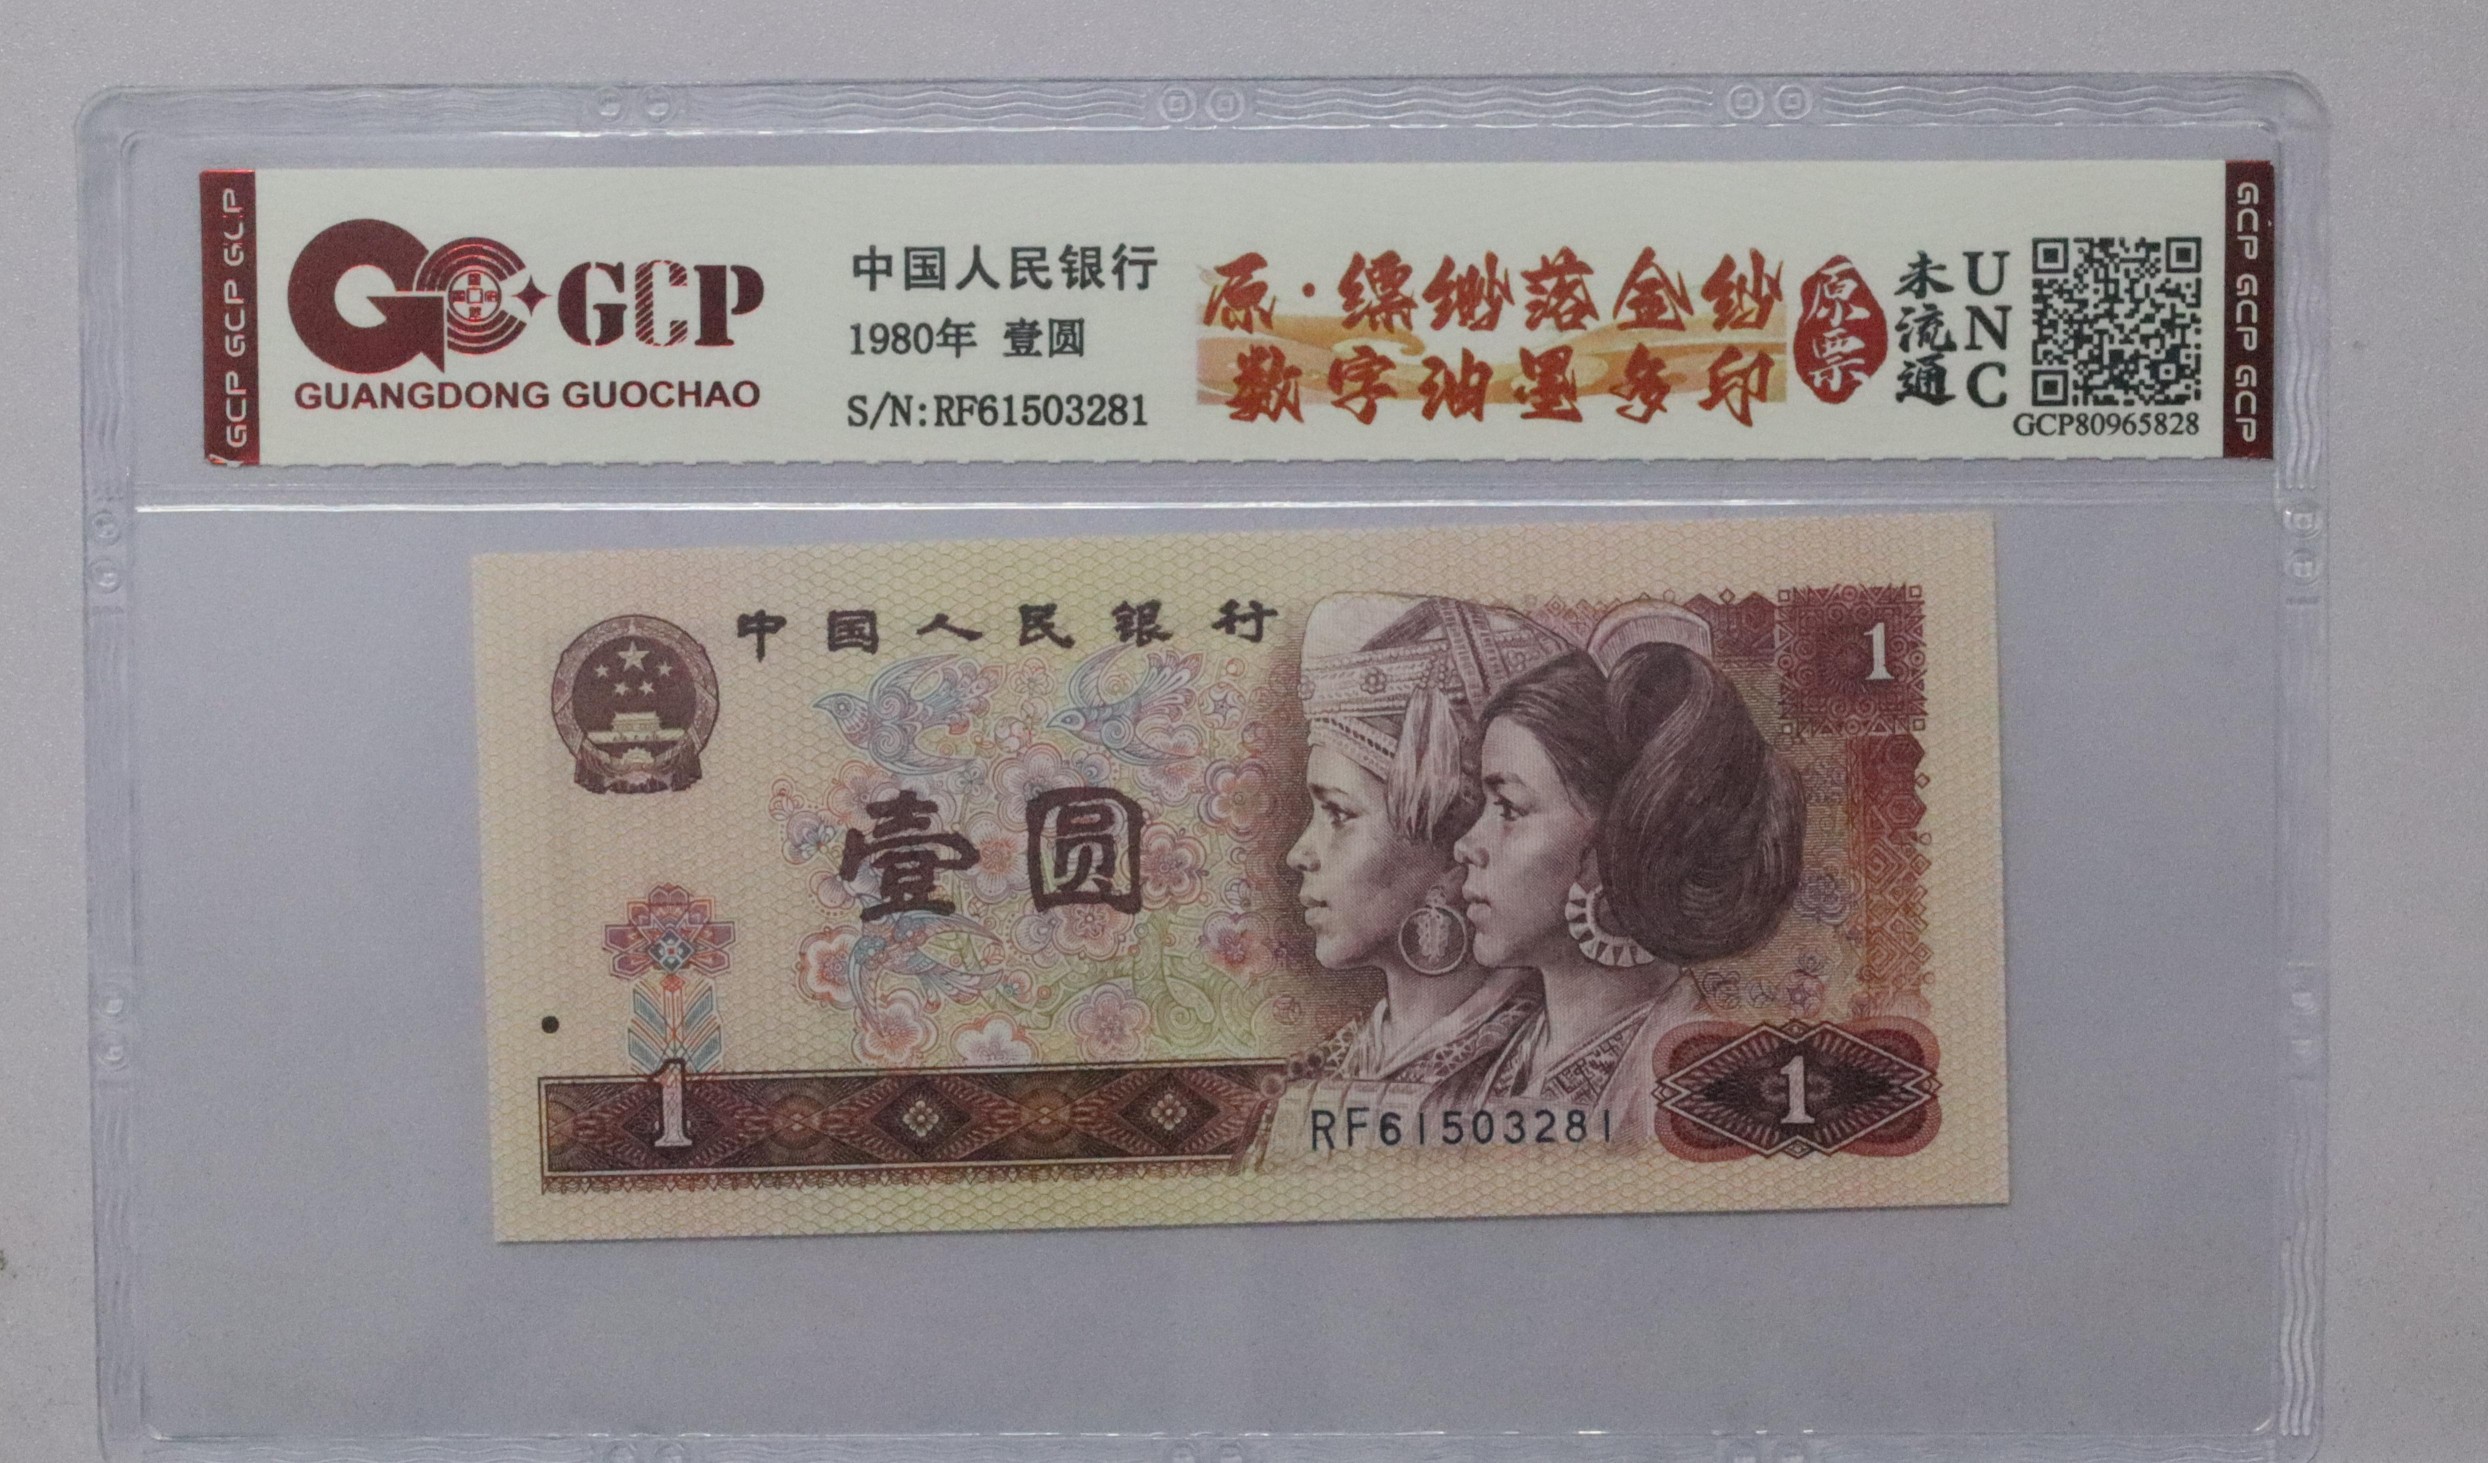 GCP GCP GCP GCP
GCP
GUANGDONG GUOCHAO
中国人民银行
1980年 壹圆
S/N:RF61503281
原·缥缈落金纱
数字油墨多印
原票
未流通
UNC
GCP80965828
GCP GCP GCP GCP
中国人民银行
1
壹圆
1
RF61503281
1